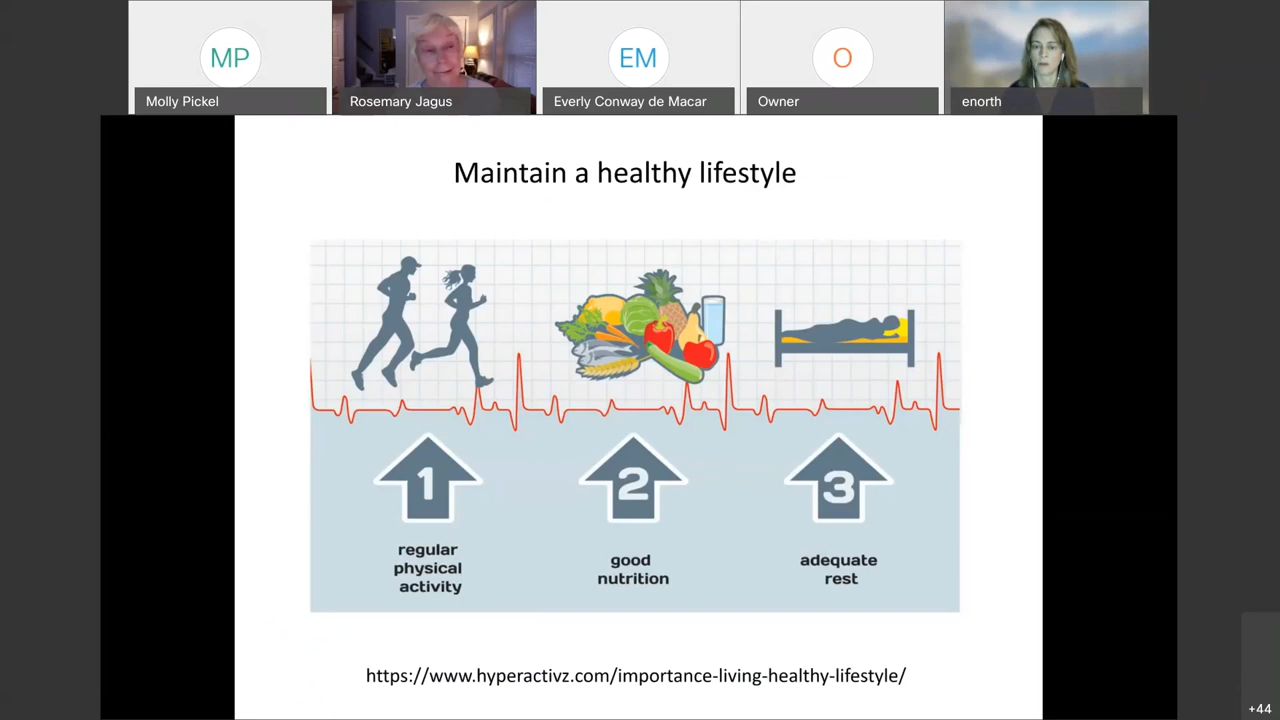 MP
EM
O
Molly Pickel
Rosemary Jagus
Everly Conway de Macar
Owner
enorth
Maintain a healthy lifestyle
1
2
3
regular
physical
activity
good
nutrition
adequate
rest
https://www.hyperactivz.com/importance-living-healthy-lifestyle/
+44